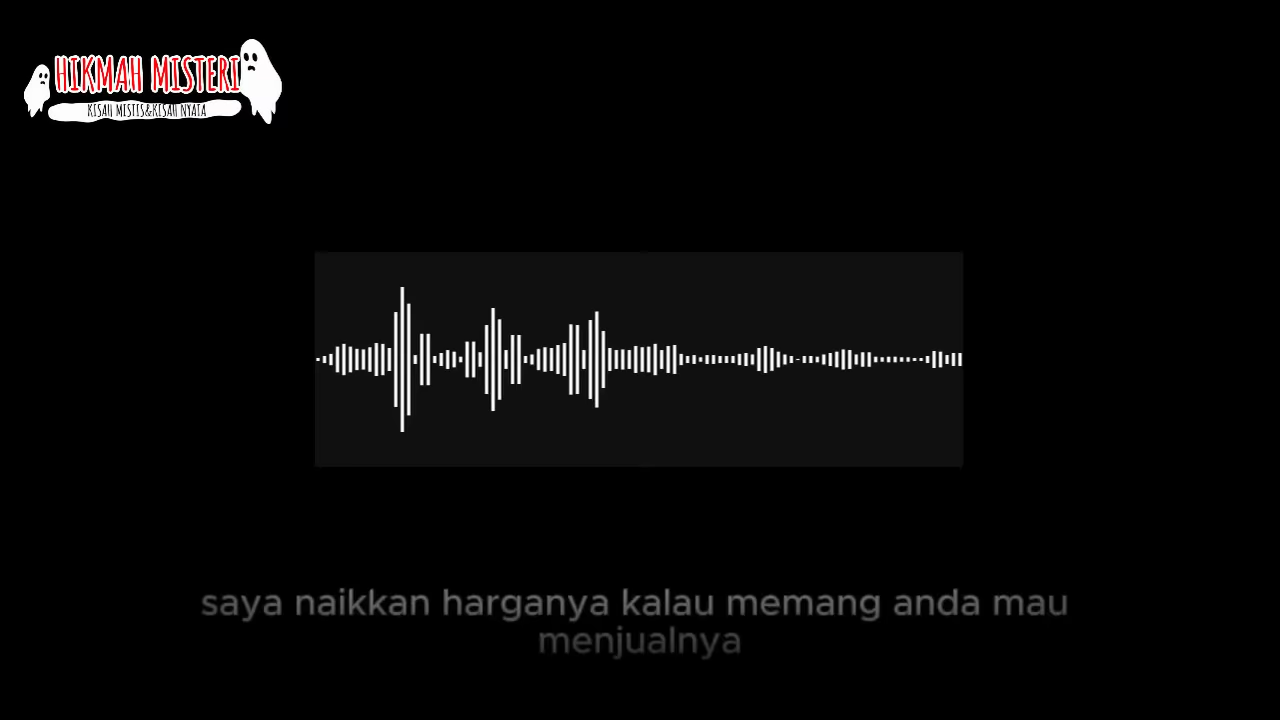 HIKMAH MISTERI
KISAH MISTIS&KISAH NYATA
saya naikkan harganya kalau memang anda mau
menjualnya